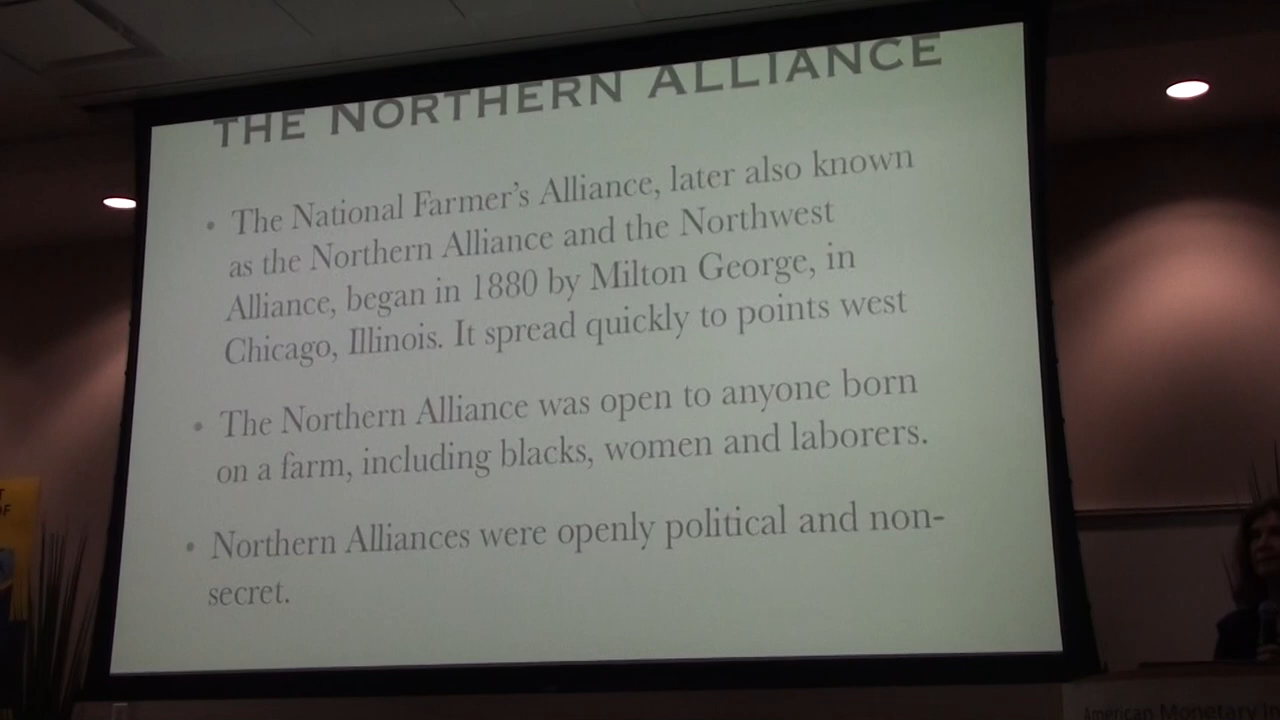 THE NORTHERN ALLIANCE
• The National Farmer's Alliance, later also known
as the Northern Alliance and the Northwest
Alliance, began in 1880 by Milton George, in
Chicago, Illinois. It spread quickly to points west
• The Northern Alliance was open to anyone born
on a farm, including blacks, women and laborers.
• Northern Alliances were openly political and non-
secret.
American Monetary